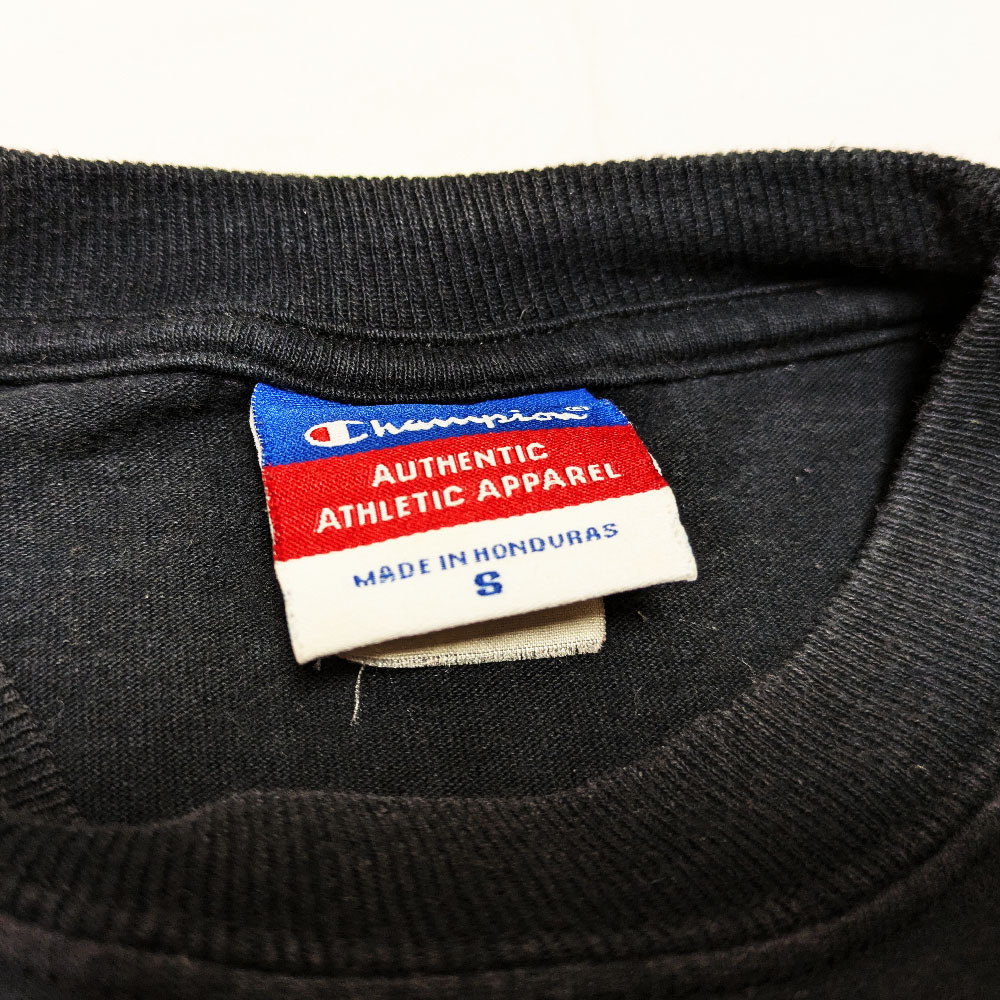 Champion
AUTHENTIC
ATHLETIC APPAREL
MADE IN HONDURAS
S